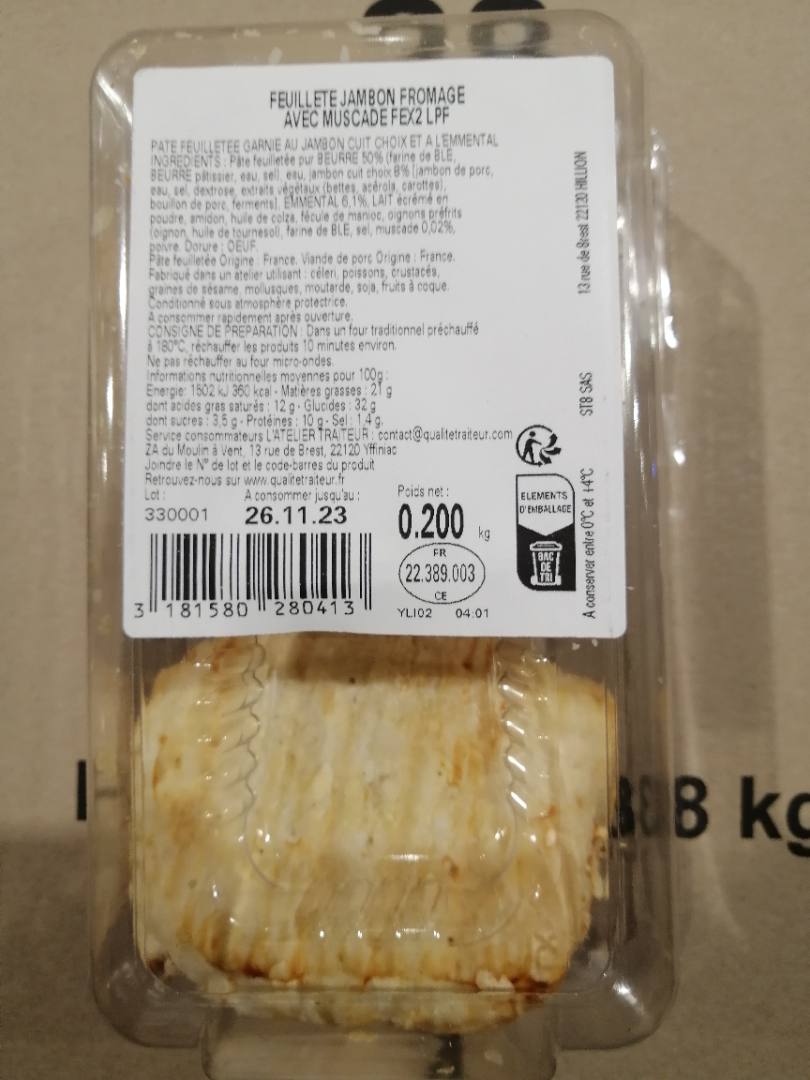 FEUILLETE JAMBON FROMAGE
AVEC MUSCADE FEX2 LPF
PATE FEUILLETEE GARNIE AU JAMBON CUIT CHOIX ET A L'EMMENTAL
INGREDIENTS : Pâte feuilletée pur BEURRE 50% (farine de BLE,
BEURRE pâtissier, eau, sel), eau, jambon cuit choix 8% [jambon de porc,
eau, sel, dextrose, extraits végétaux (bettes, acérola, carottes),
bouillon de porc, ferments], EMMENTAL 6,1%, LAIT écrémé en
poudre, amidon, huile de colza, fécule de manioc, oignons préfrits
(oignon, huile de tournesol), farine de BLE, sel, muscade 0,02%,
poivre. Dorure : OEUF.
Pâte feuilletée Origine : France. Viande de porc Origine : France.
Fabriqué dans un atelier utilisant : céleri, poissons, crustacés,
graines de sésame, mollusques, moutarde, soja, fruits à coque.
Conditionné sous atmosphère protectrice.
A consommer rapidement après ouverture.
CONSIGNE DE PREPARATION : Dans un four traditionnel préchauffé
à 180°C, réchauffer les produits 10 minutes environ.
Ne pas réchauffer au four micro-ondes.
Informations nutritionnelles moyennes pour 100g :
Energie: 1502 kJ 360 kcal - Matières grasses : 21 g
dont acides gras saturés : 12 g - Glucides : 32 g
dont sucres : 3,5 g - Protéines : 10 g - Sel : 1,4 g.
Service consommateurs L'ATELIER TRAITEUR : contact@qualitetraiteur.com
ZA du Moulin à Vent, 13 rue de Brest, 22120 Yffiniac
Joindre le N° de lot et le code-barres du produit
Retrouvez-nous sur www.qualitetraiteur.fr
Lot : A consommer jusqu'au : Poids net :
330001 26.11.23 0.200 kg
FR
22.389.003
CE
3 181580 280413
YLI02 04:01
ELEMENTS
D'EMBALLAGE
BAC
DE
TRI
A conserver entre 0°C et +4°C
ST8 SAS
13 rue de Brest 22120 HILLION
8 kg